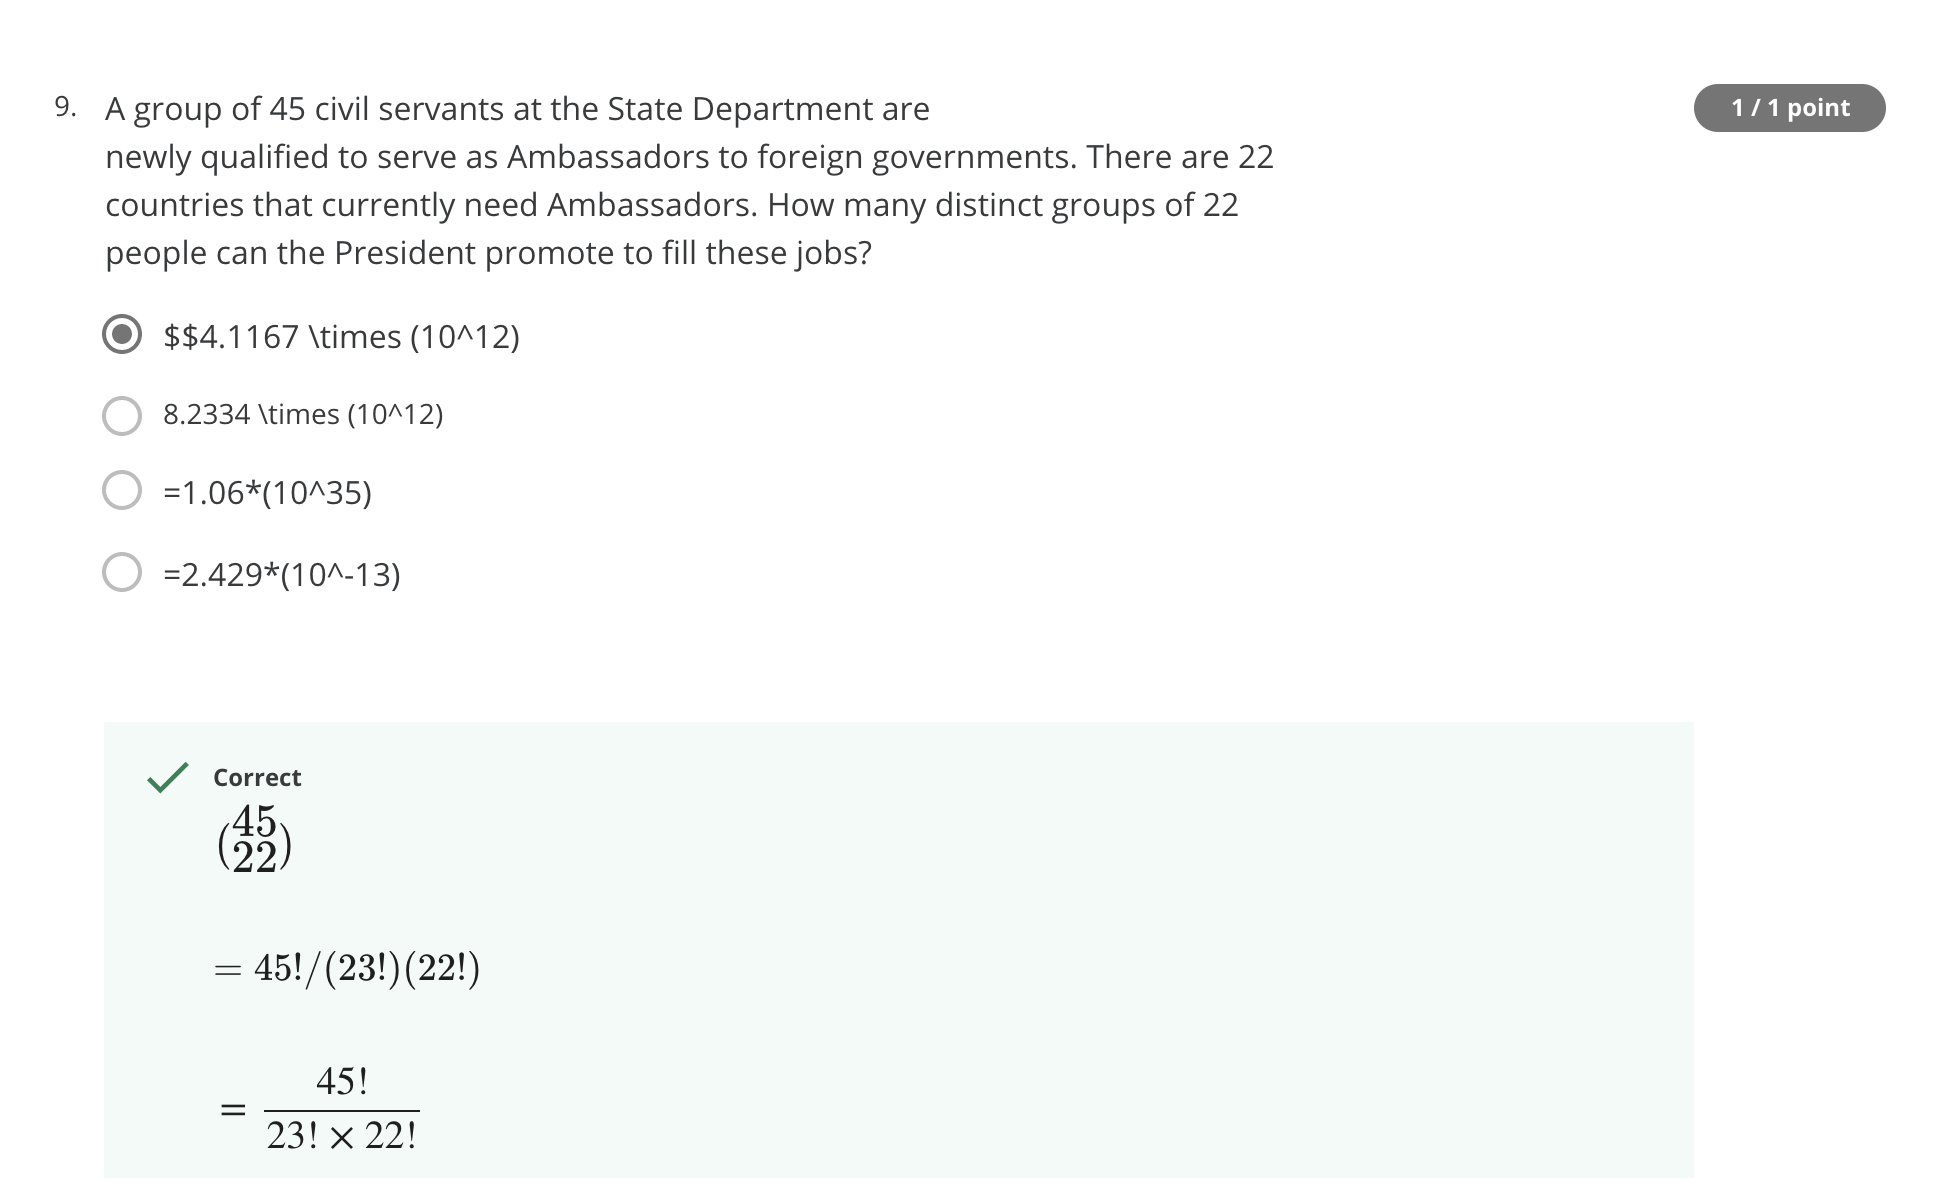 9. A group of 45 civil servants at the State Department are
1 / 1 point
newly qualified to serve as Ambassadors to foreign governments. There are 22
countries that currently need Ambassadors. How many distinct groups of 22
people can the President promote to fill these jobs?
$$4.1167 \times (10^12)
8.2334 \times (10^12)
=1.06*(10^35)
=2.429*(10^-13)
Correct
(45
22)
= 45!/(23!)(22!)
= 45!
23! × 22!